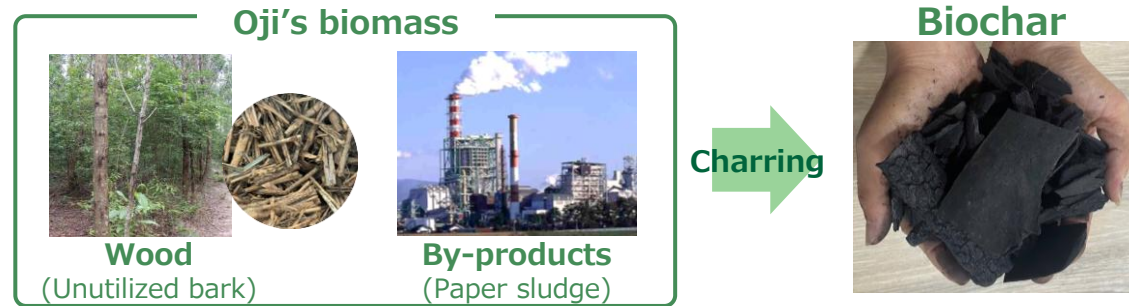 Oji’s biomass
Wood
(Unutilized bark)
By-products
(Paper sludge)
Charring
Biochar